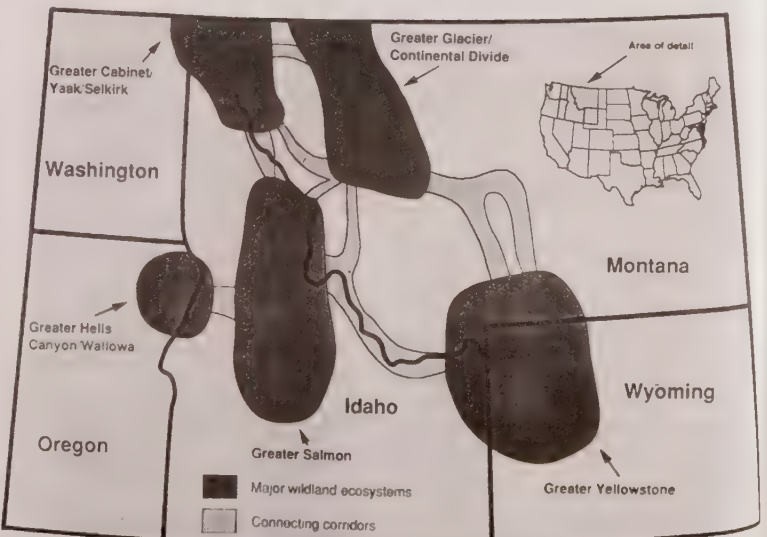 Greater Cabinet/
Yaak/Selkirk
Greater Glacier/
Continental Divide
Area of detail
Washington
Montana
Greater Hells
Canyon/Wallowa
Idaho
Wyoming
Oregon
Greater Salmon
Greater Yellowstone
Major wildland ecosystems
Connecting corridors